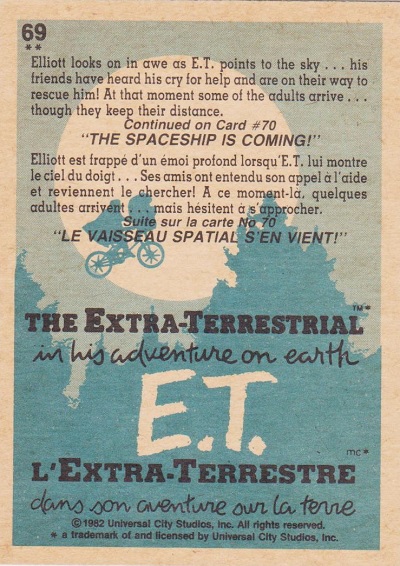 69
**
Elliott looks on in awe as E.T. points to the sky . . . his
friends have heard his cry for help and are on their way to
rescue him! At that moment some of the adults arrive . . .
though they keep their distance.
Continued on Card #70
"THE SPACESHIP IS COMING!"
Elliott est frappé d'un émoi profond lorsqu'E.T. lui montre
le ciel du doigt . . . Ses amis ont entendu son appel à l'aide
et reviennent le chercher! A ce moment-là, quelques
adultes arrivent . . . mais hésitent à s'approcher.
Suite sur la carte No 70
"LE VAISSEAU SPATIAL S'EN VIENT!"
THE EXTRA-TERRESTRIAL TM*
in his adventure on earth
E.T.
L'EXTRA-TERRESTRE mc*
dans son aventure sur la terre
© 1982 Universal City Studios, Inc. All rights reserved.
* a trademark of and licensed by Universal City Studios, Inc.